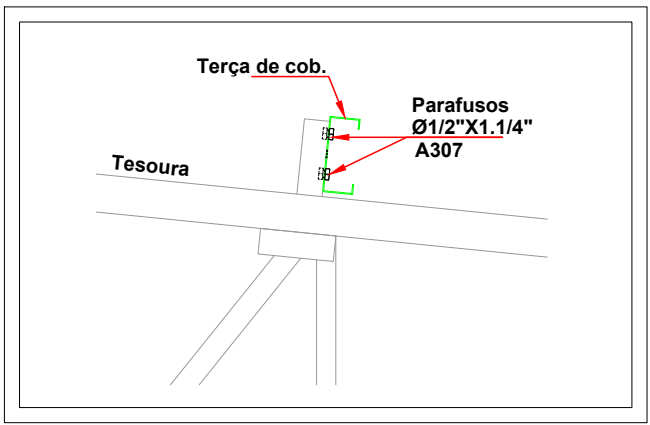 Terça de cob.
Parafusos
Ø1/2"X1.1/4"
A307
Tesoura